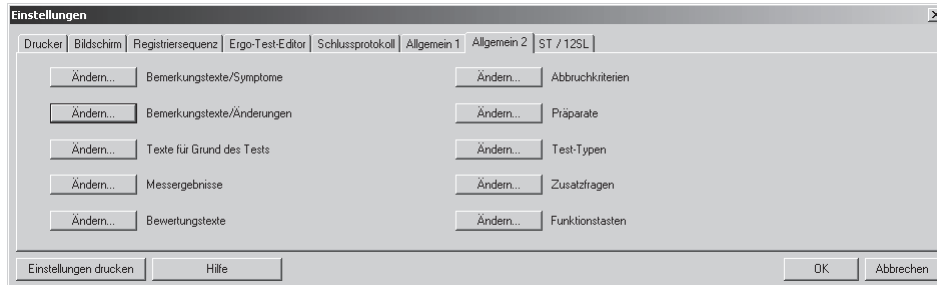 Einstellungen
Drucker Bildschirm Registriersequenz Ergo-Test-Editor Schlussprotokoll Allgemein 1 Allgemein 2 ST / 12SL
Ändern... Bemerkungstexte/Symptome Ändern... Abbruchkriterien
Ändern... Bemerkungstexte/Änderungen Ändern... Präparate
Ändern... Texte für Grund des Tests Ändern... Test-Typen
Ändern... Messergebnisse Ändern... Zusatzfragen
Ändern... Bewertungstexte Ändern... Funktionstasten
Einstellungen drucken Hilfe OK Abbrechen